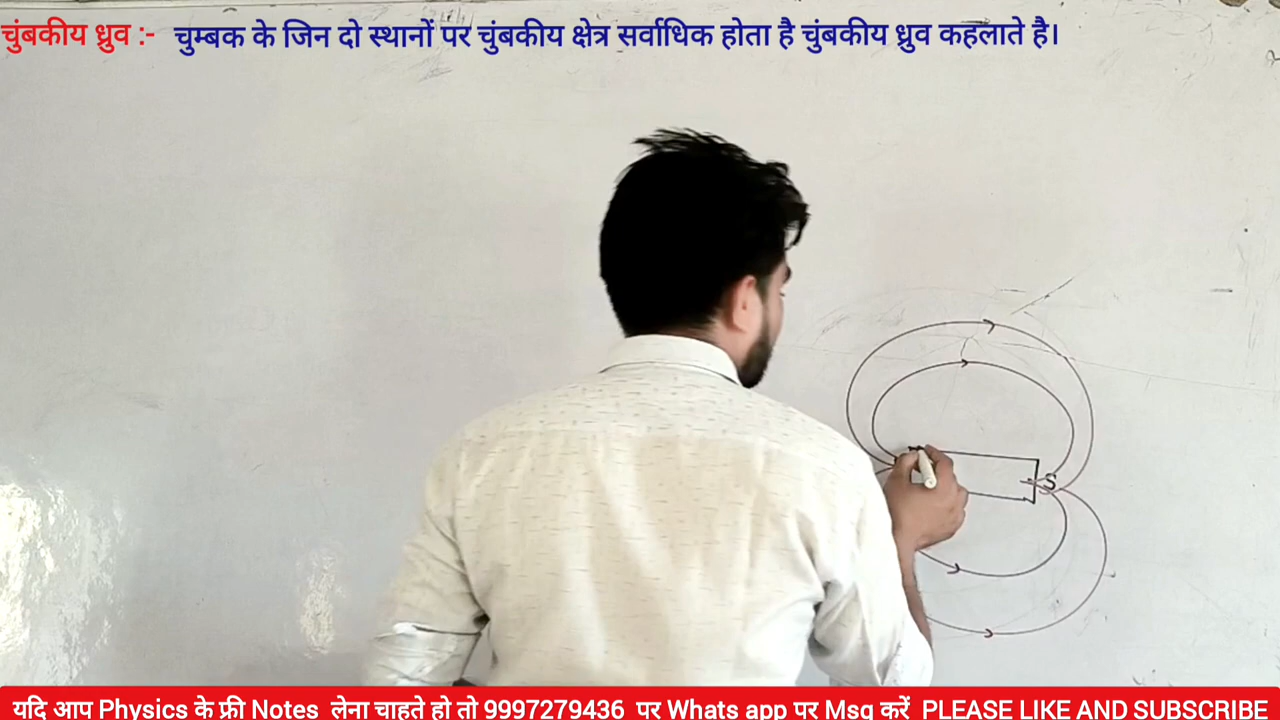 चुंबकीय ध्रुव :- चुम्बक के जिन दो स्थानों पर चुंबकीय क्षेत्र सर्वाधिक होता है चुंबकीय ध्रुव कहलाते है।
S
यदि आप Physics के फ्री Notes लेना चाहते हो तो 9997279436 पर Whats app पर Msg करें PLEASE LIKE AND SUBSCRIBE